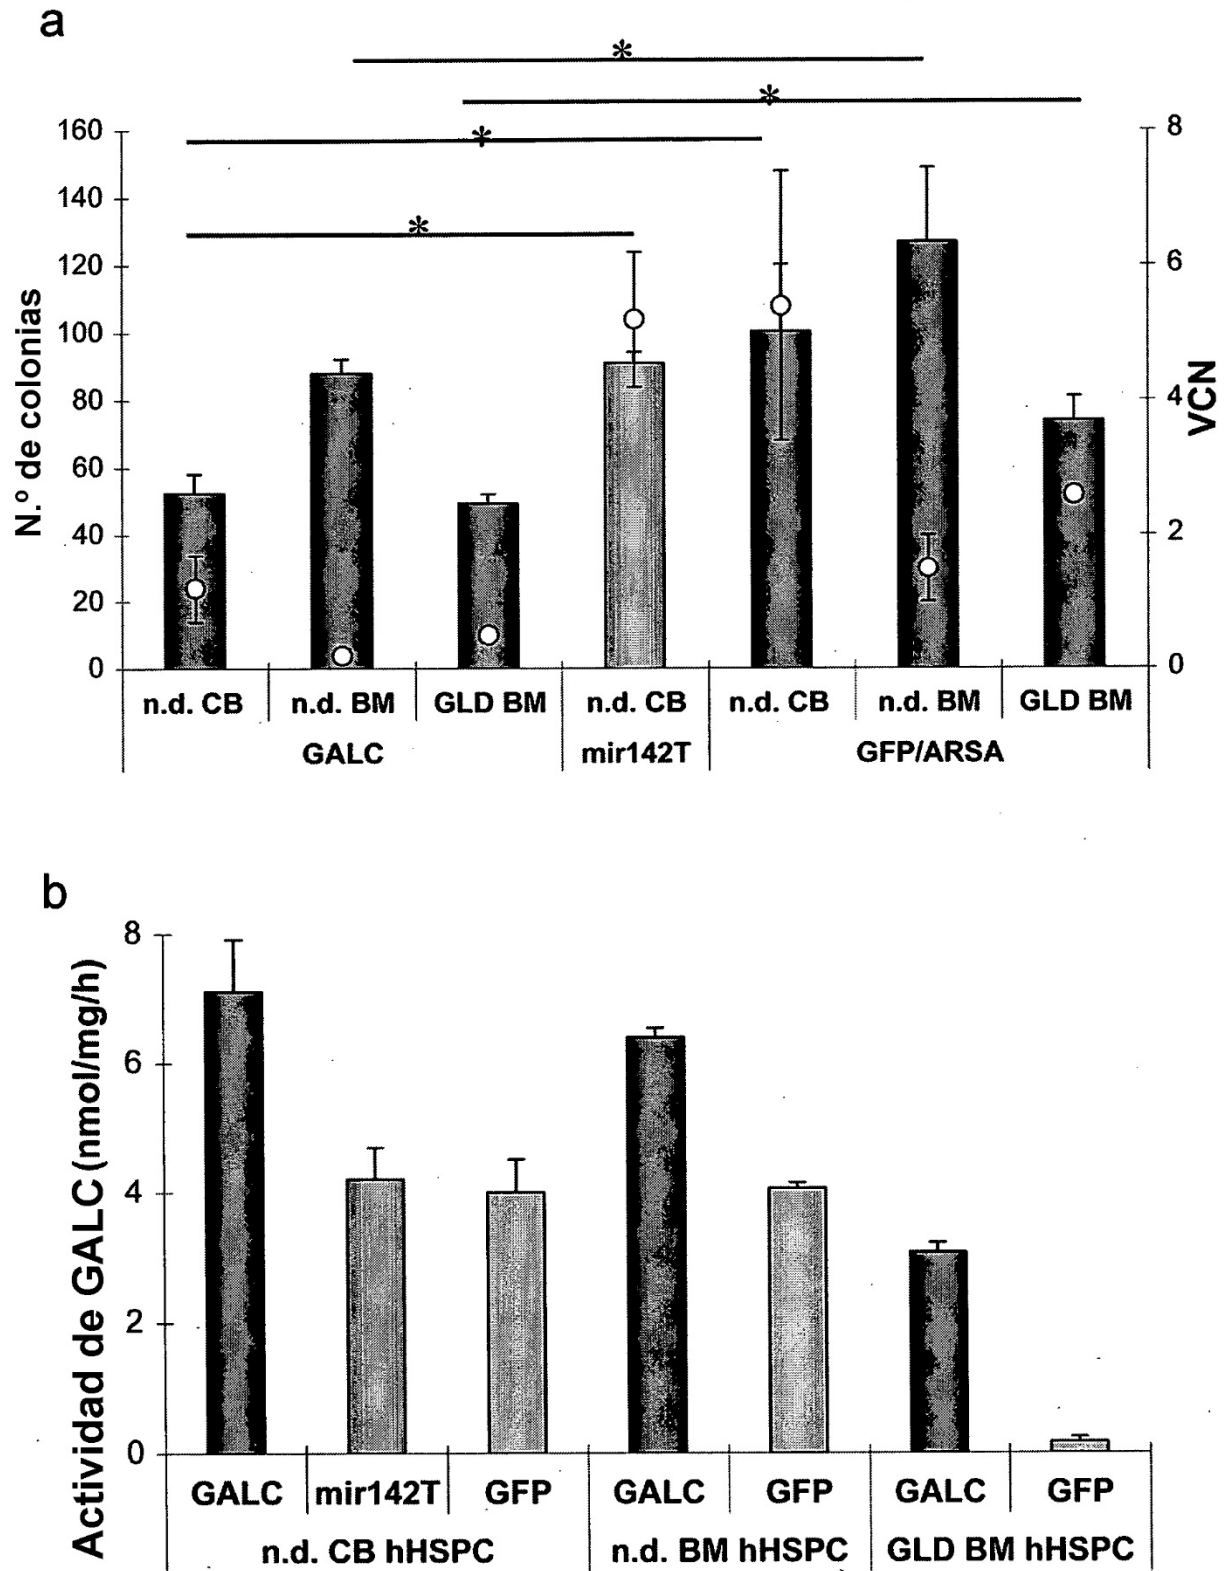 a
*
*
*
*
N.º de colonias
160
140
120
100
80
60
40
20
0
VCN
8
6
4
2
0
n.d. CB n.d. BM GLD BM n.d. CB n.d. CB n.d. BM GLD BM
GALC mir142T GFP/ARSA
b
Actividad de GALC (nmol/mg/h)
8
6
4
2
0
GALC mir142T GFP GALC GFP GALC GFP
n.d. CB hHSPC n.d. BM hHSPC GLD BM hHSPC